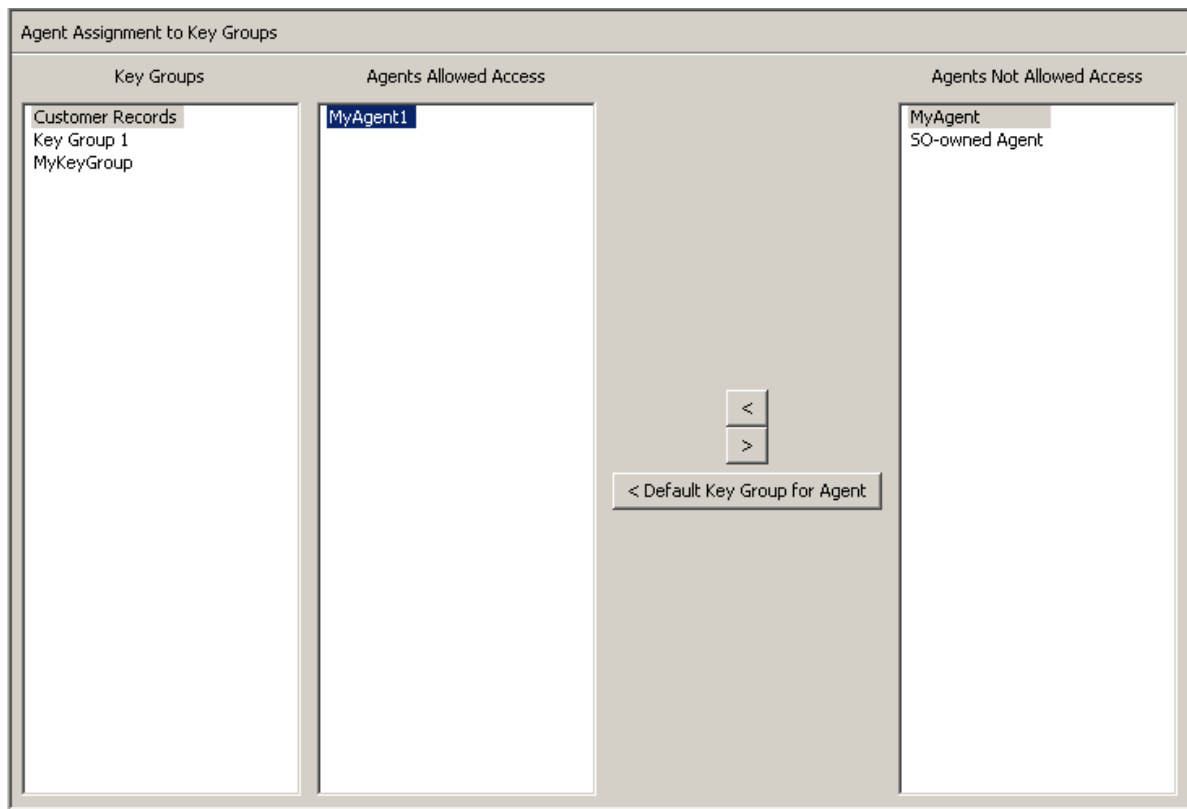 Agent Assignment to Key Groups
Key Groups
Agents Allowed Access
Agents Not Allowed Access
Customer Records
Key Group 1
MyKeyGroup
MyAgent1
MyAgent
SO-owned Agent
<
>
< Default Key Group for Agent